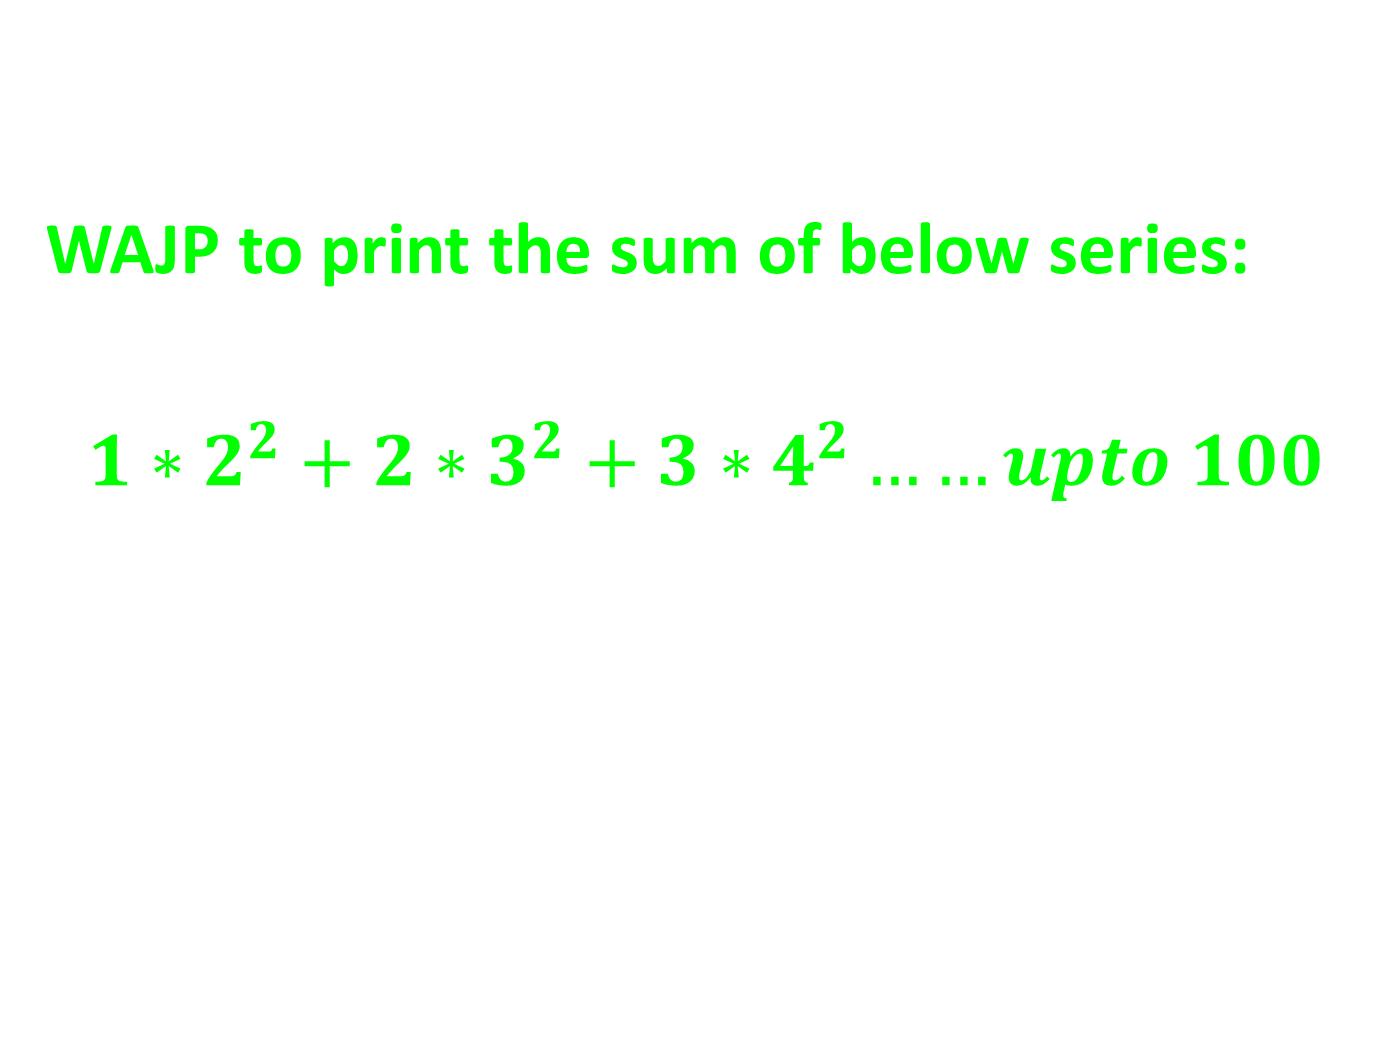 WAJP to print the sum of below series:
1 ∗ 2² + 2 ∗ 3² + 3 ∗ 4² … … upto 100